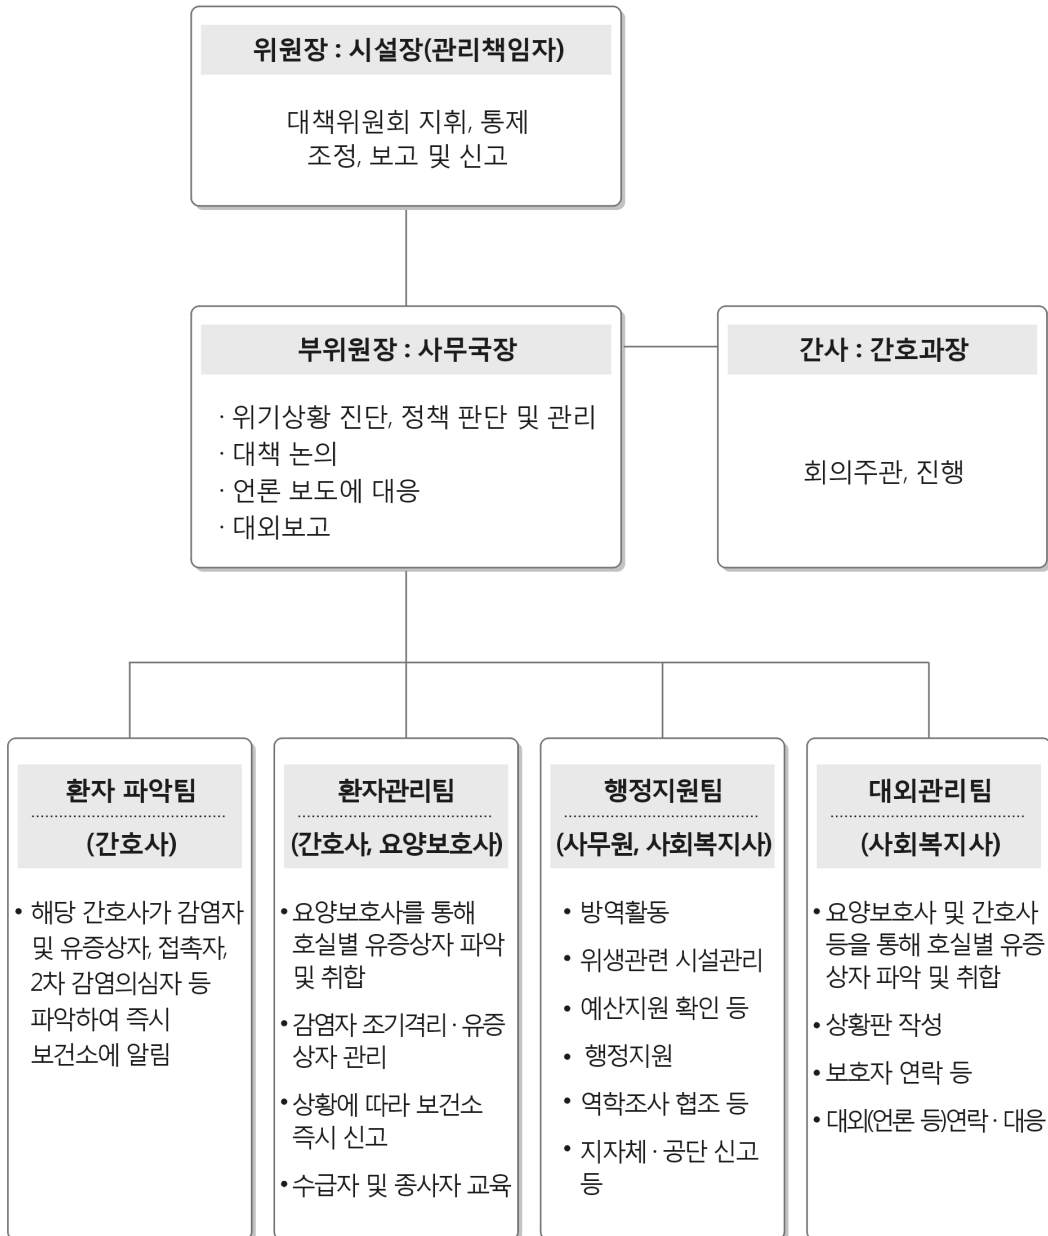 위원장 : 시설장(관리책임자)
대책위원회 지휘, 통제
조정, 보고 및 신고
부위원장 : 사무국장
· 위기상황 진단, 정책 판단 및 관리
· 대책 논의
· 언론 보도에 대응
· 대외보고
간사 : 간호과장
회의주관, 진행
환자 파악팀
(간호사)
• 해당 간호사가 감염자
및 유증상자, 접촉자,
2차 감염의심자 등
파악하여 즉시
보건소에 알림
환자관리팀
(간호사, 요양보호사)
• 요양보호사를 통해
호실별 유증상자 파악
및 취합
• 감염자 조기격리 · 유증
상자 관리
• 상황에 따라 보건소
즉시 신고
• 수급자 및 종사자 교육
행정지원팀
(사무원, 사회복지사)
• 방역활동
• 위생관련 시설관리
• 예산지원 확인 등
• 행정지원
• 역학조사 협조 등
• 지자체 · 공단 신고
등
대외관리팀
(사회복지사)
• 요양보호사 및 간호사
등을 통해 호실별 유증
상자 파악 및 취합
• 상황판 작성
• 보호자 연락 등
• 대외(언론 등)연락 · 대응